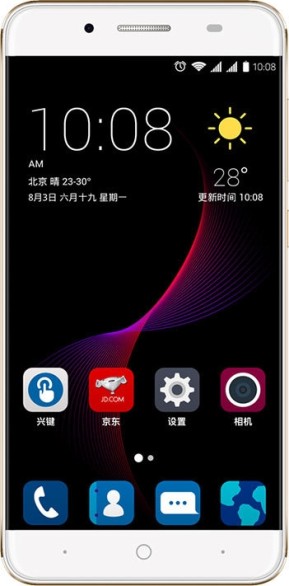 10:08
10:08
AM
北京 晴 23-30°
8月3日 六月十九 星期一
28°
更新时间 10:08
JD.COM
兴键
京东
设置
相机